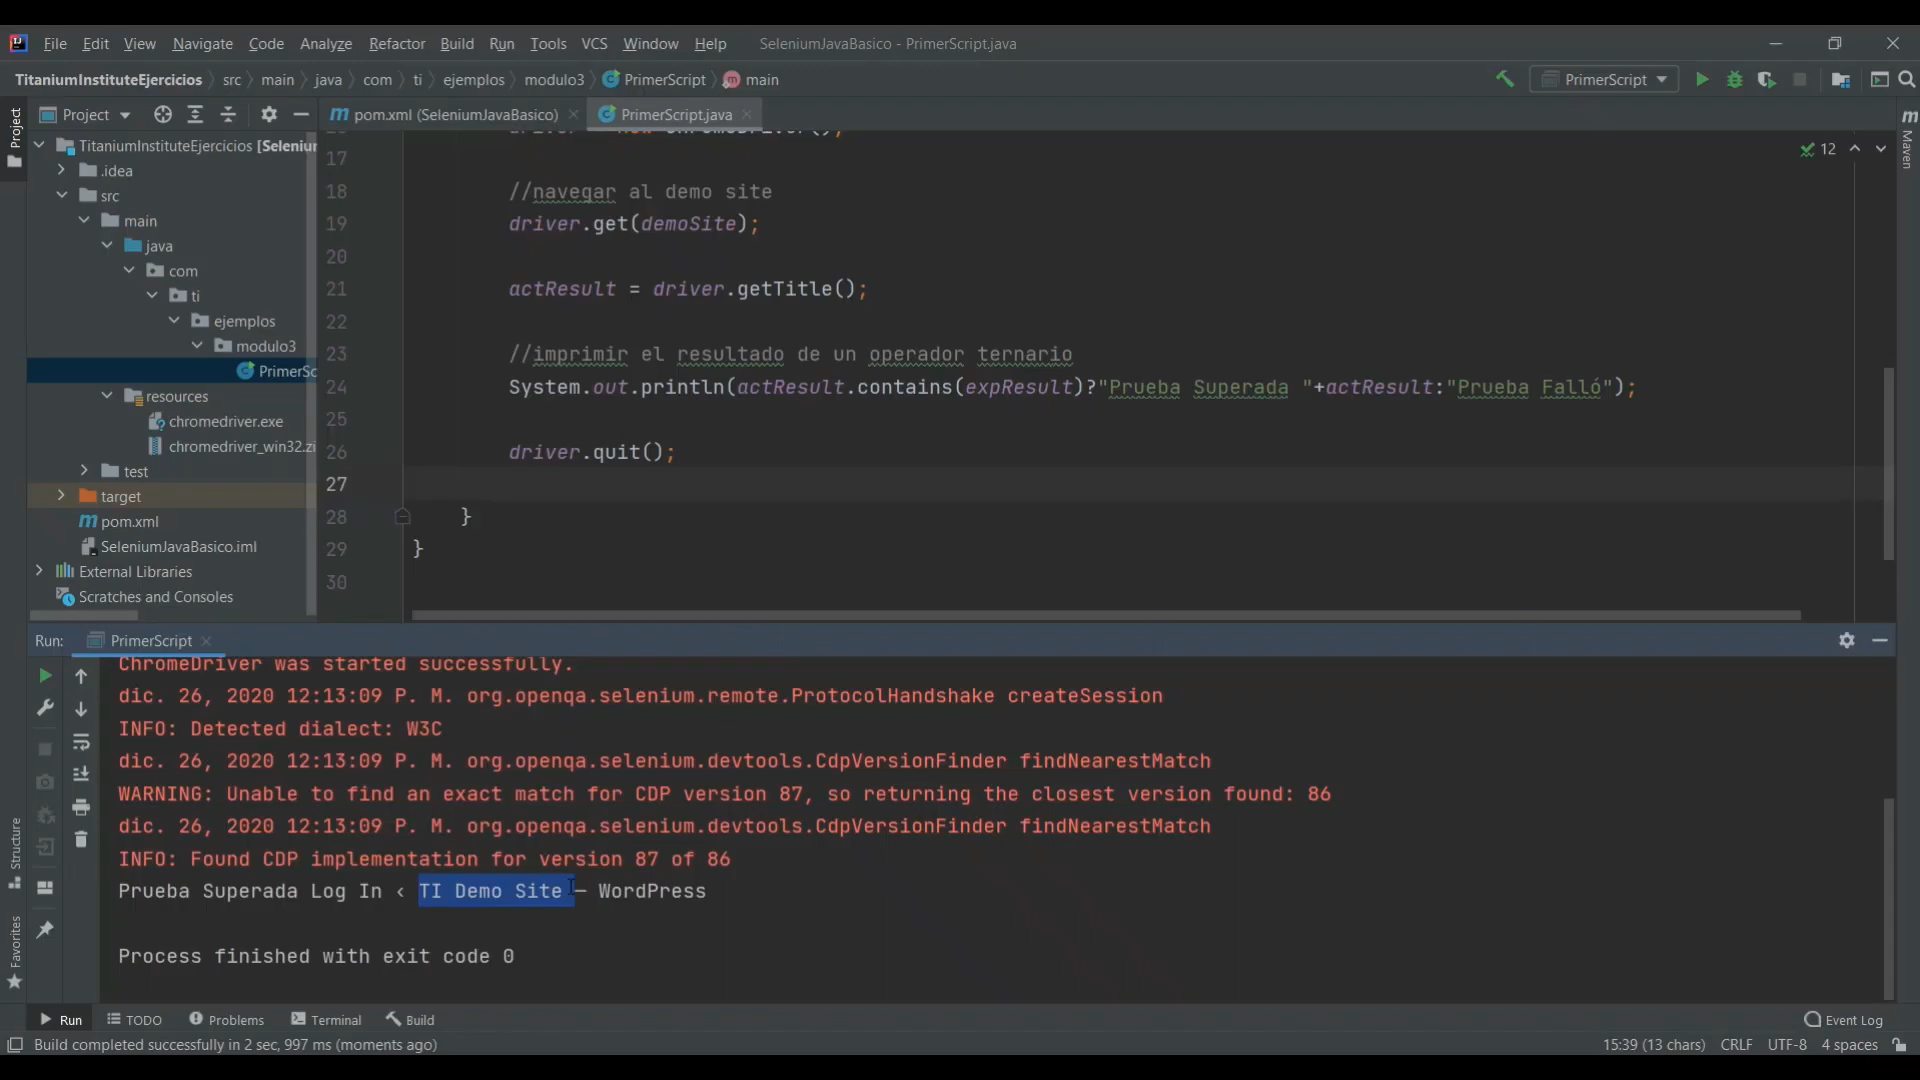 File Edit View Navigate Code Analyze Refactor Build Run Tools VCS Window Help SeleniumJavaBasico - PrimerScript.java
TitaniumInstituteEjercicios src main java com ti ejemplos modulo3 PrimerScript main PrimerScript
Project pom.xml (SeleniumJavaBasico) PrimerScript.java
Project
Maven
Structure
Favorites
TitaniumInstituteEjercicios [Seleniu
.idea
src
main
java
com
ti
ejemplos
modulo3
PrimerSc
resources
chromedriver.exe
chromedriver_win32.zi
test
target
pom.xml
SeleniumJavaBasico.iml
External Libraries
Scratches and Consoles
12
17
18 //navegar al demo site
19 driver.get(demoSite);
20
21 actResult = driver.getTitle();
22
23 //imprimir el resultado de un operador ternario
24 System.out.println(actResult.contains(expResult)?"Prueba Superada "+actResult:"Prueba Falló");
25
26 driver.quit();
27
28 }
29 }
30
Run: PrimerScript
ChromeDriver was started successfully.
dic. 26, 2020 12:13:09 P. M. org.openqa.selenium.remote.ProtocolHandshake createSession
INFO: Detected dialect: W3C
dic. 26, 2020 12:13:09 P. M. org.openqa.selenium.devtools.CdpVersionFinder findNearestMatch
WARNING: Unable to find an exact match for CDP version 87, so returning the closest version found: 86
dic. 26, 2020 12:13:09 P. M. org.openqa.selenium.devtools.CdpVersionFinder findNearestMatch
INFO: Found CDP implementation for version 87 of 86
Prueba Superada Log In < TI Demo Site — WordPress
Process finished with exit code 0
Run TODO Problems Terminal Build Event Log
Build completed successfully in 2 sec, 997 ms (moments ago) 15:39 (13 chars) CRLF UTF-8 4 spaces